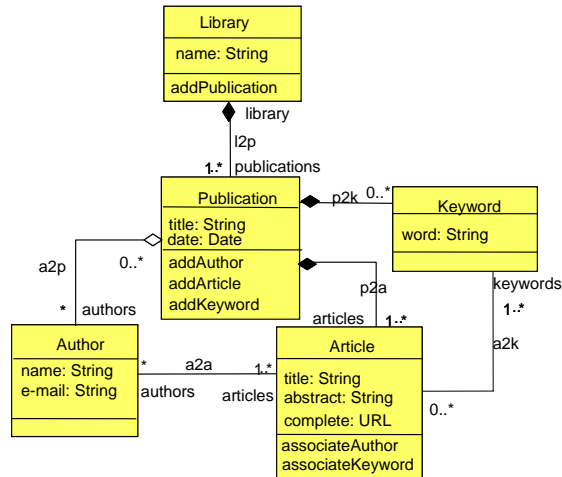 Library
name: String
addPublication
library
l2p
1..* publications
Publication
title: String
date: Date
addAuthor
addArticle
addKeyword
p2k 0..*
Keyword
word: String
a2p
0..*
p2a
keywords
1..*
* authors
articles 1..*
a2k
Author
name: String
e-mail: String
* a2a 1..*
authors articles
Article
title: String
abstract: String
complete: URL
0..*
associateAuthor
associateKeyword